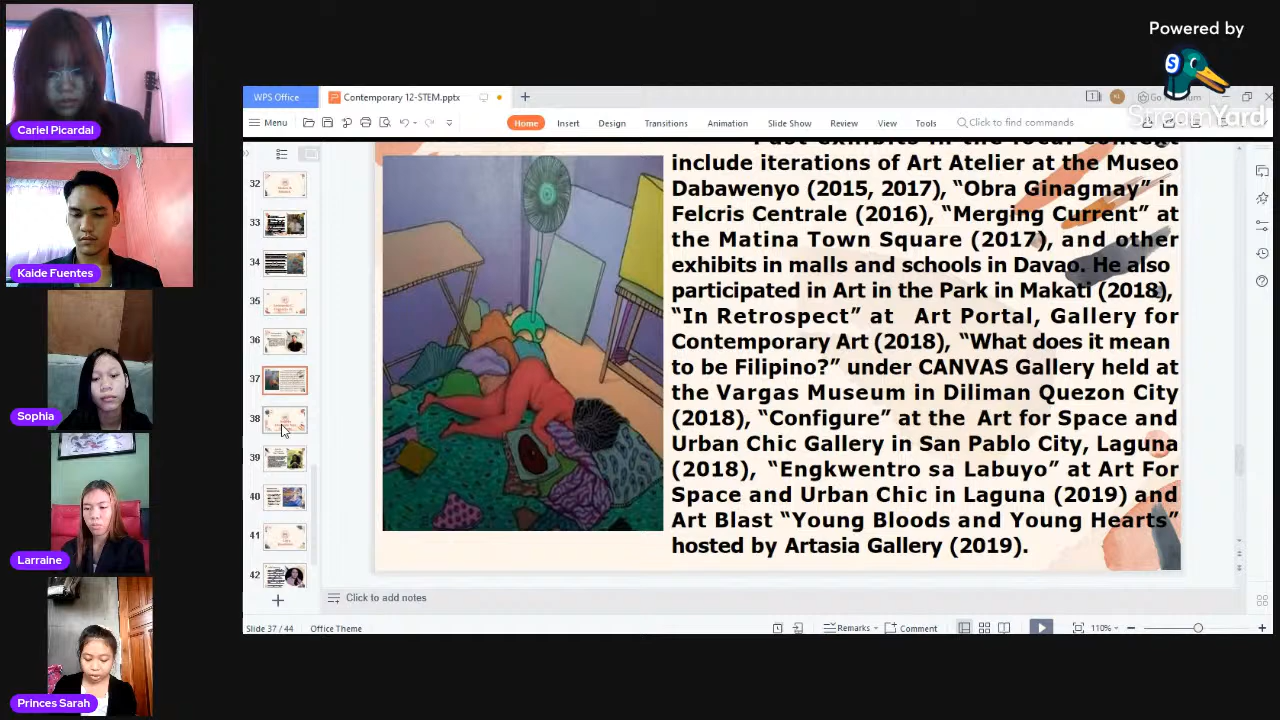 Powered by
StreamYard
Cariel Picardal
Kaide Fuentes
Sophia
Larraine
Princes Sarah
WPS Office
Contemporary 12-STEM.pptx
Menu
Home
Insert
Design
Transitions
Animation
Slide Show
Review
View
Tools
Click to find commands
32
33
34
35
36
37
38
39
40
41
42
Past exhibits in the local context
include iterations of Art Atelier at the Museo
Dabawenyo (2015, 2017), “Obra Ginagmay” in
Felcris Centrale (2016), “Merging Current” at
the Matina Town Square (2017), and other
exhibits in malls and schools in Davao. He also
participated in Art in the Park in Makati (2018),
“In Retrospect” at Art Portal, Gallery for
Contemporary Art (2018), “What does it mean
to be Filipino?” under CANVAS Gallery held at
the Vargas Museum in Diliman Quezon City
(2018), “Configure” at the Art for Space and
Urban Chic Gallery in San Pablo City, Laguna
(2018), “Engkwentro sa Labuyo” at Art For
Space and Urban Chic in Laguna (2019) and
Art Blast “Young Bloods and Young Hearts”
hosted by Artasia Gallery (2019).
Click to add notes
Slide 37 / 44
Office Theme
Remarks
Comment
110%